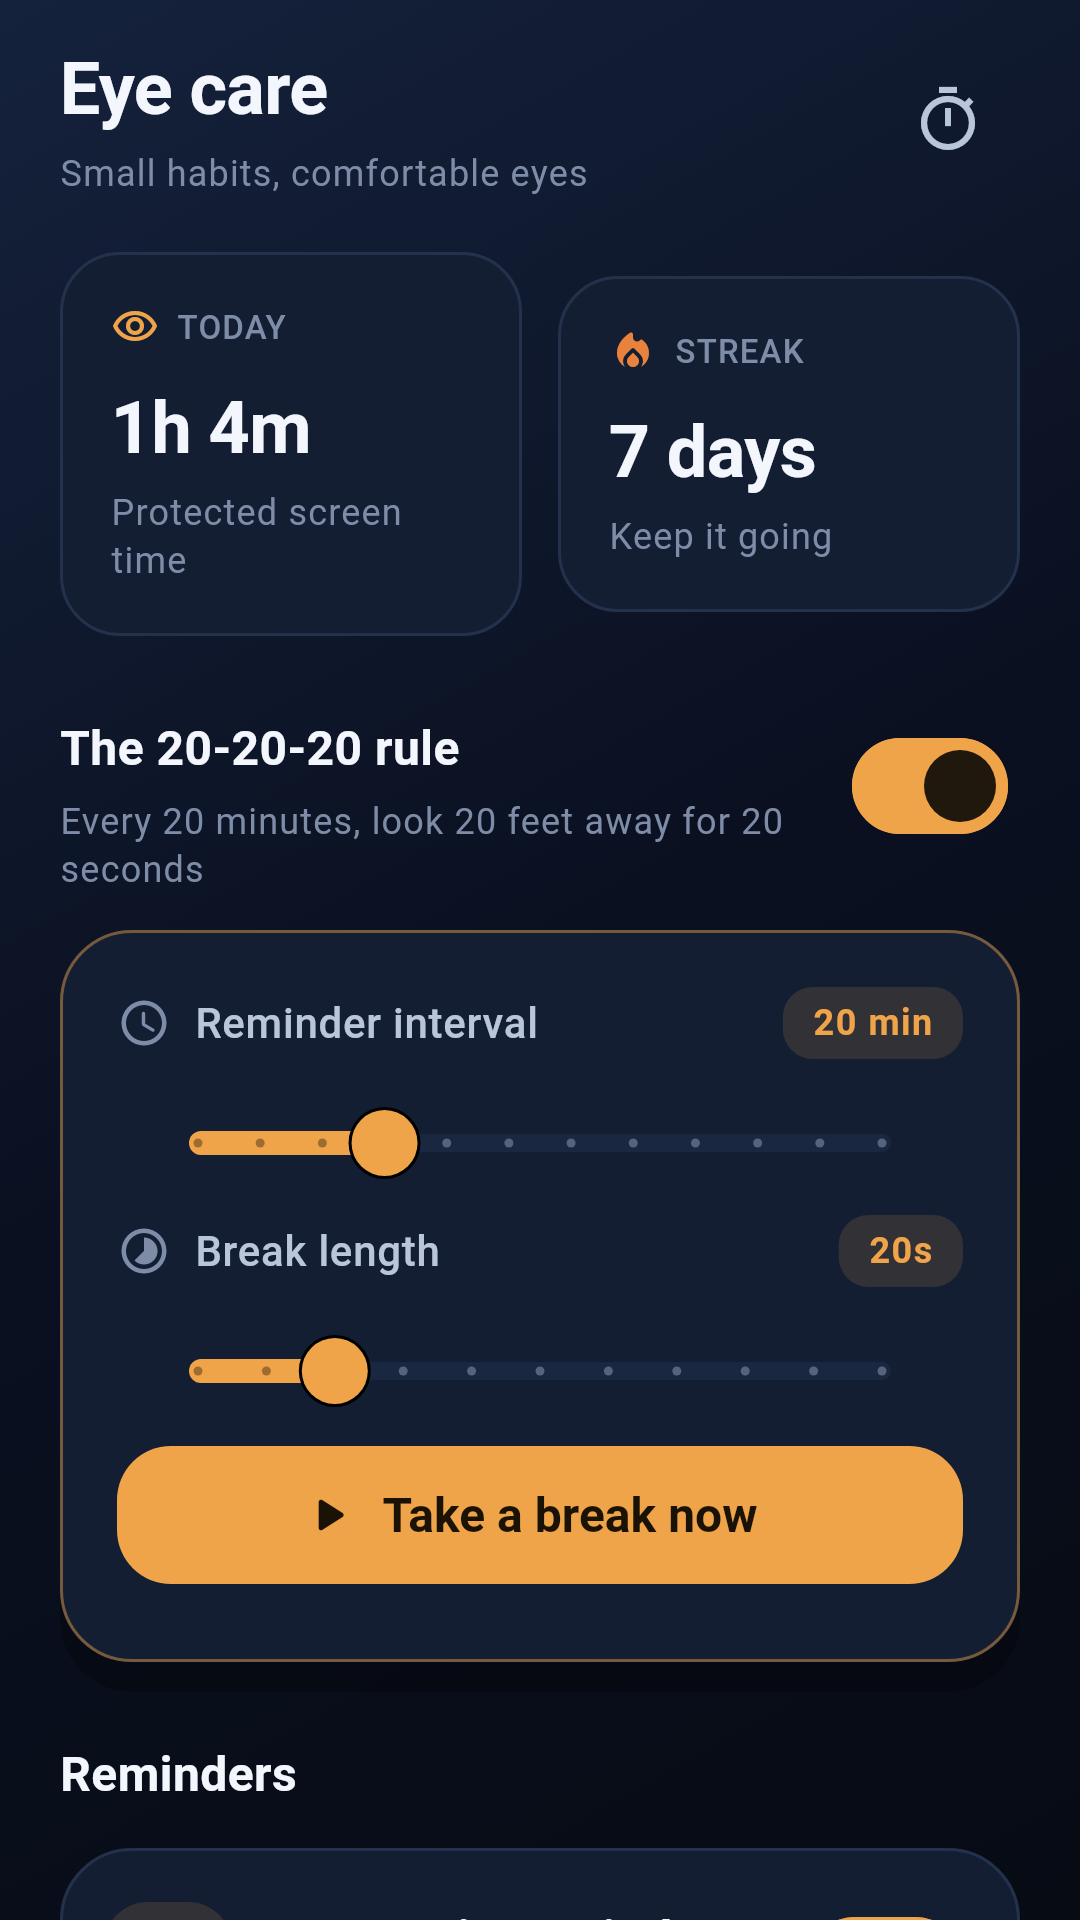 Eye care
Small habits, comfortable eyes
TODAY
1h 4m
Protected screen
time
STREAK
7 days
Keep it going
The 20-20-20 rule
Every 20 minutes, look 20 feet away for 20
seconds
Reminder interval
20 min
Break length
20s
Take a break now
Reminders